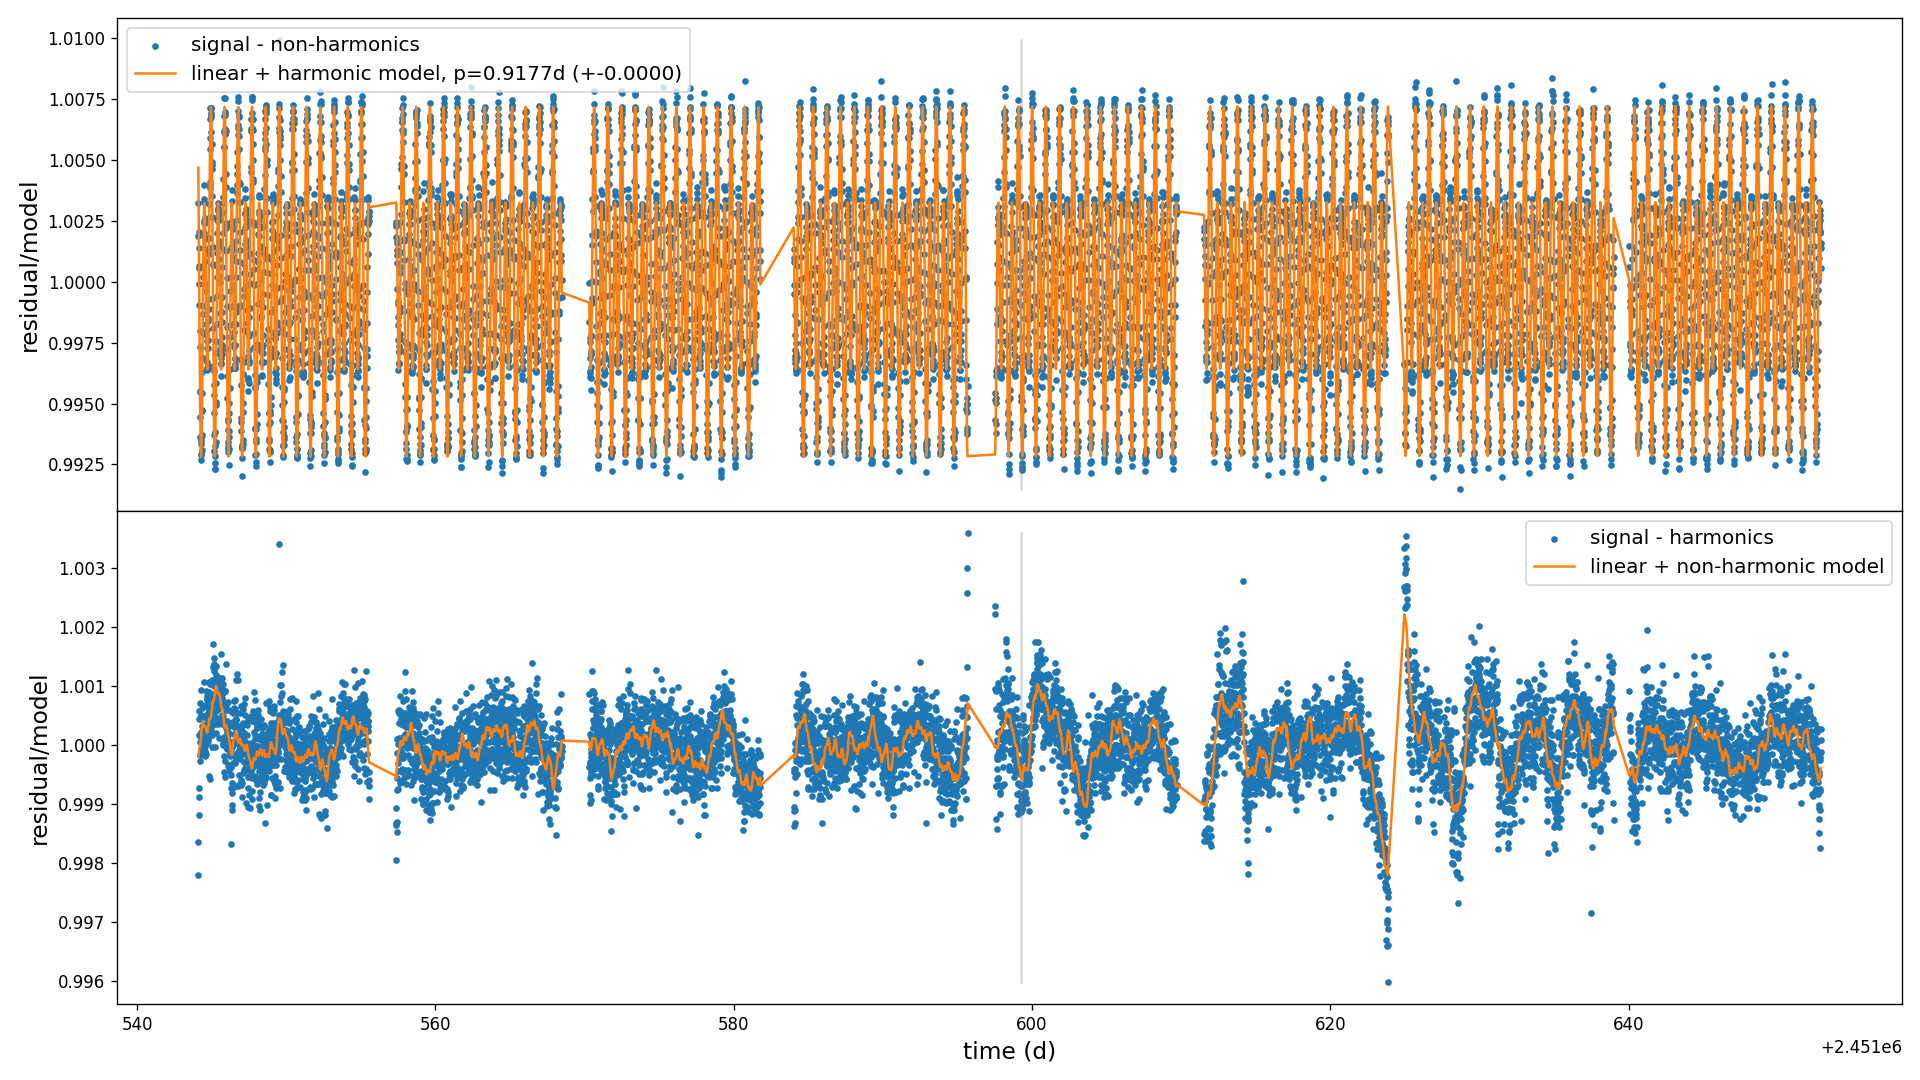 signal - non-harmonics
linear + harmonic model, p=0.9177d (+-0.0000)
1.0100
1.0075
1.0050
1.0025
1.0000
0.9975
0.9950
0.9925
residual/model
signal - harmonics
linear + non-harmonic model
1.003
1.002
1.001
1.000
0.999
0.998
0.997
0.996
residual/model
540
560
580
600
620
640
time (d)
+2.451e6